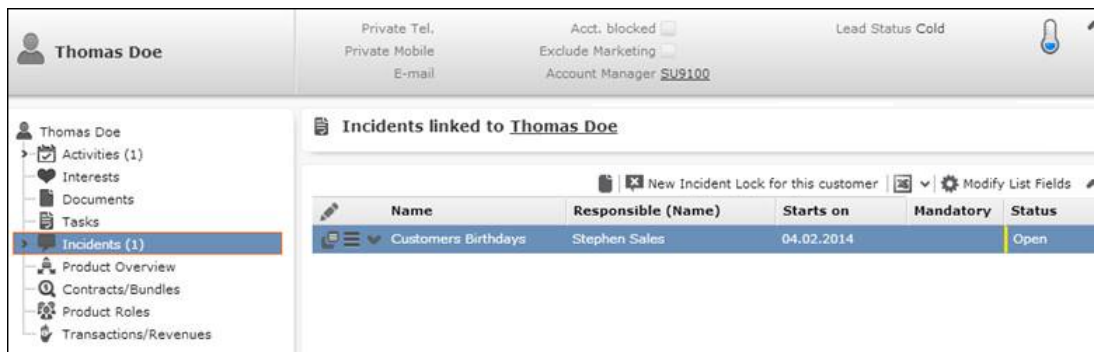 Thomas Doe
Private Tel.
Private Mobile
E-mail
Acct. blocked
Exclude Marketing
Account Manager SU9100
Lead Status Cold
Thomas Doe
Activities (1)
Interests
Documents
Tasks
Incidents (1)
Product Overview
Contracts/Bundles
Product Roles
Transactions/Revenues
Incidents linked to Thomas Doe
New Incident Lock for this customer Modify List Fields
Name Responsible (Name) Starts on Mandatory Status
Customers Birthdays Stephen Sales 04.02.2014 Open